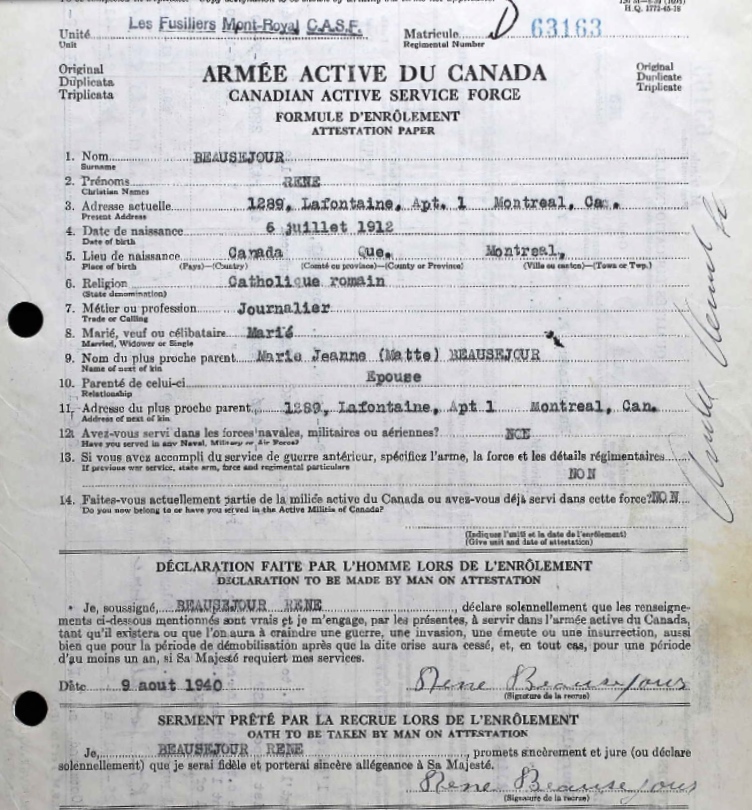 Unité Les Fusiliers Mont-Royal C.A.S.F. Matricule D 63163
Unit Regimental Number
H.Q. 1772-45-18
Original ARMÉE ACTIVE DU CANADA Original
Duplicata CANADIAN ACTIVE SERVICE FORCE Duplicate
Triplicata Triplicate
FORMULE D'ENRÔLEMENT
ATTESTATION PAPER
1. Nom BEAUSEJOUR
Surname
2. Prénoms RENE
Christian Names
3. Adresse actuelle 1289, Lafontaine, Apt. 1 Montreal, Can.
Present Address
4. Date de naissance 6 juillet 1912
Date of birth
5. Lieu de naissance Canada Que. Montreal,
Place of birth (Pays)—(Country) (Comté ou province)—(County or Province) (Ville ou canton)—(Town or Twp.)
6. Religion Catholique romain
(State denomination)
7. Métier ou profession Journalier
Trade or Calling
8. Marié, veuf ou célibataire Marié
Married, Widower or Single
9. Nom du plus proche parent Marie Jeanne (Matte) BEAUSEJOUR
Name of next of kin
10. Parenté de celui-ci Epouse
Relationship
11. Adresse du plus proche parent 1289, Lafontaine, Apt 1 Montreal, Can.
Address of next of kin
12. Avez-vous servi dans les forces navales, militaires ou aériennes? NON
Have you served in any Naval, Military or Air Force?
13. Si vous avez accompli du service de guerre antérieur, spécifiez l'arme, la force et les détails régimentaires
If previous war service, state arm, force and regimental particulars
NON
14. Faites-vous actuellement partie de la milice active du Canada ou avez-vous déjà servi dans cette force? NON
Do you now belong to or have you served in the Active Militia of Canada?
(Indiquez l'unité et la date de l'enrôlement)
(Give unit and date of attestation)
DÉCLARATION FAITE PAR L'HOMME LORS DE L'ENRÔLEMENT
DECLARATION TO BE MADE BY MAN ON ATTESTATION
Je, soussigné, BEAUSEJOUR RENE, déclare solennellement que les renseigne-
ments ci-dessous mentionnés sont vrais et je m'engage, par les présentes, à servir dans l'armée active du Canada,
tant qu'il existera ou que l'on aura à craindre une guerre, une invasion, une émeute ou une insurrection, aussi
bien que pour la période de démobilisation après que la dite crise aura cessé, et, en tout cas, pour une période
d'au moins un an, si Sa Majesté requiert mes services.
Date 9 aout 1940 Rene Beausejour
(Signature de la recrue)
SERMENT PRÊTÉ PAR LA RECRUE LORS DE L'ENRÔLEMENT
OATH TO BE TAKEN BY MAN ON ATTESTATION
Je, BEAUSEJOUR RENE, promets sincèrement et jure (ou déclare
solennellement) que je serai fidèle et porterai sincère allégeance à Sa Majesté.
Rene Beausejour
(Signature de la recrue)